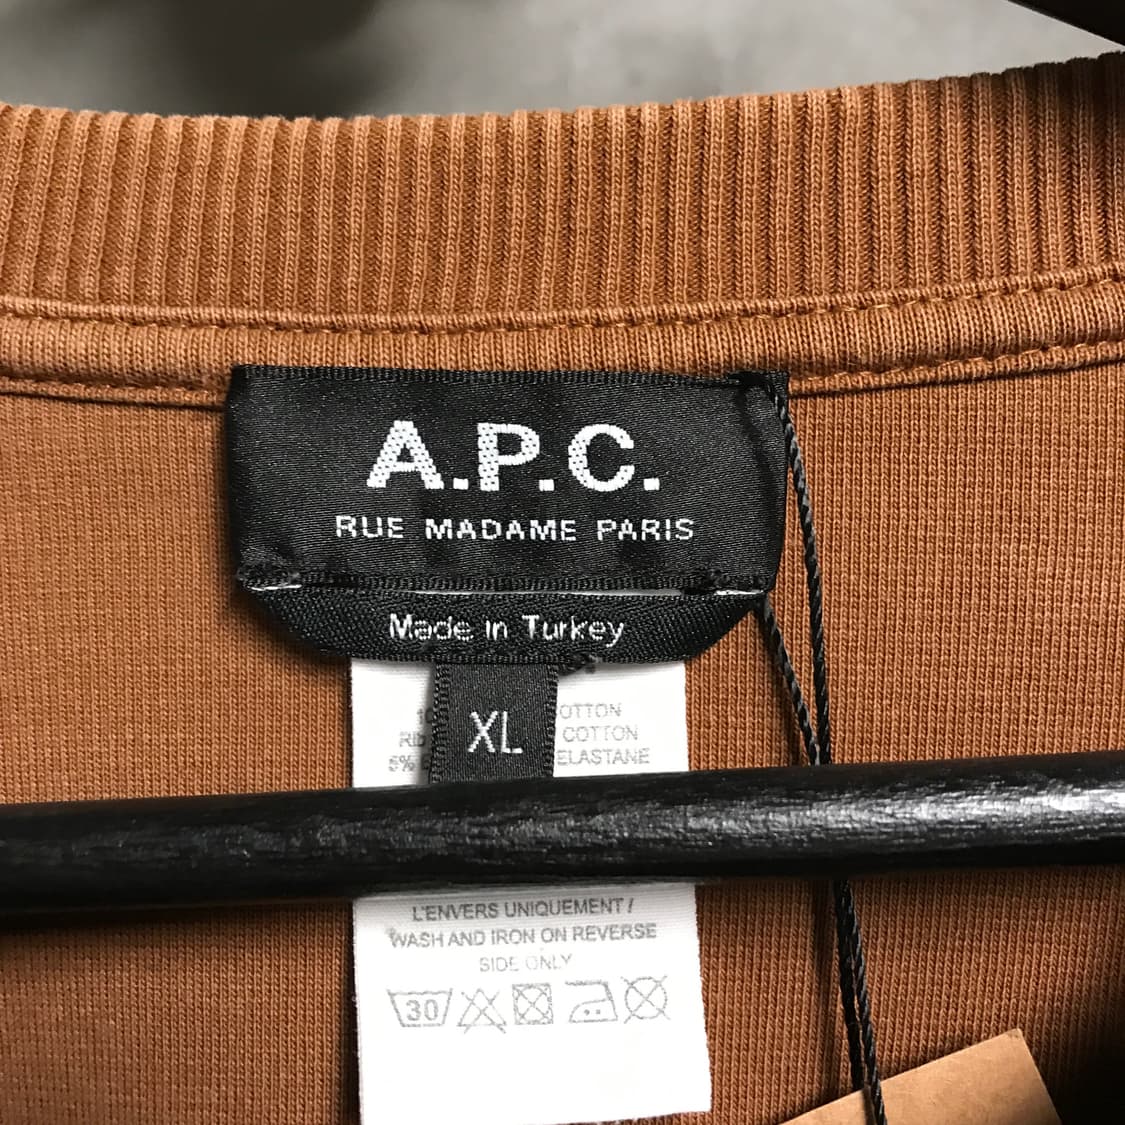 A.P.C.
RUE MADAME PARIS
Made in Turkey
XL
OTTON
COTTON
ELASTANE
L'ENVERS UNIQUEMENT /
WASH AND IRON ON REVERSE
SIDE ONLY
30